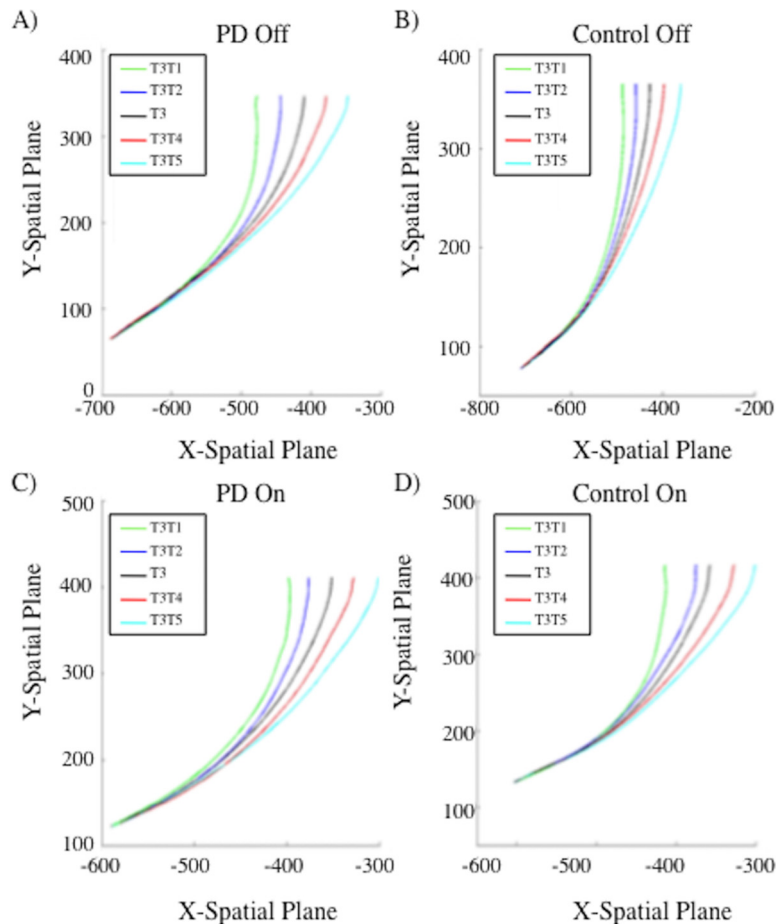 A)
PD Off
400
300
200
100
0
-700
-600
-500
-400
-300
Y-Spatial Plane
X-Spatial Plane
T3T1
T3T2
T3
T3T4
T3T5
B)
Control Off
400
300
200
100
-800
-600
-400
-200
Y-Spatial Plane
X-Spatial Plane
T3T1
T3T2
T3
T3T4
T3T5
C)
PD On
500
400
300
200
100
-600
-500
-400
-300
Y-Spatial Plane
X-Spatial Plane
T3T1
T3T2
T3
T3T4
T3T5
D)
Control On
500
400
300
200
100
-600
-500
-400
-300
Y-Spatial Plane
X-Spatial Plane
T3T1
T3T2
T3
T3T4
T3T5